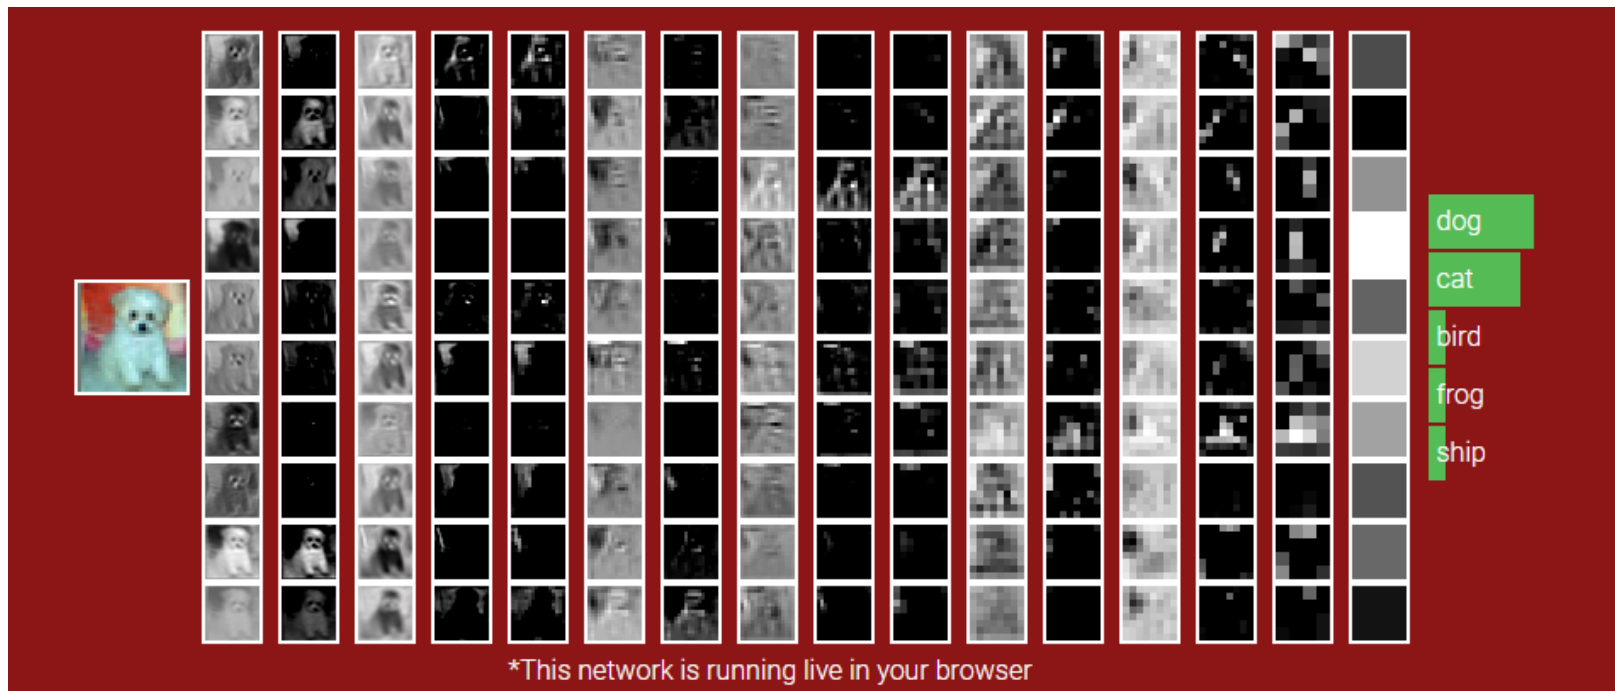 dog
cat
bird
frog
ship
*This network is running live in your browser